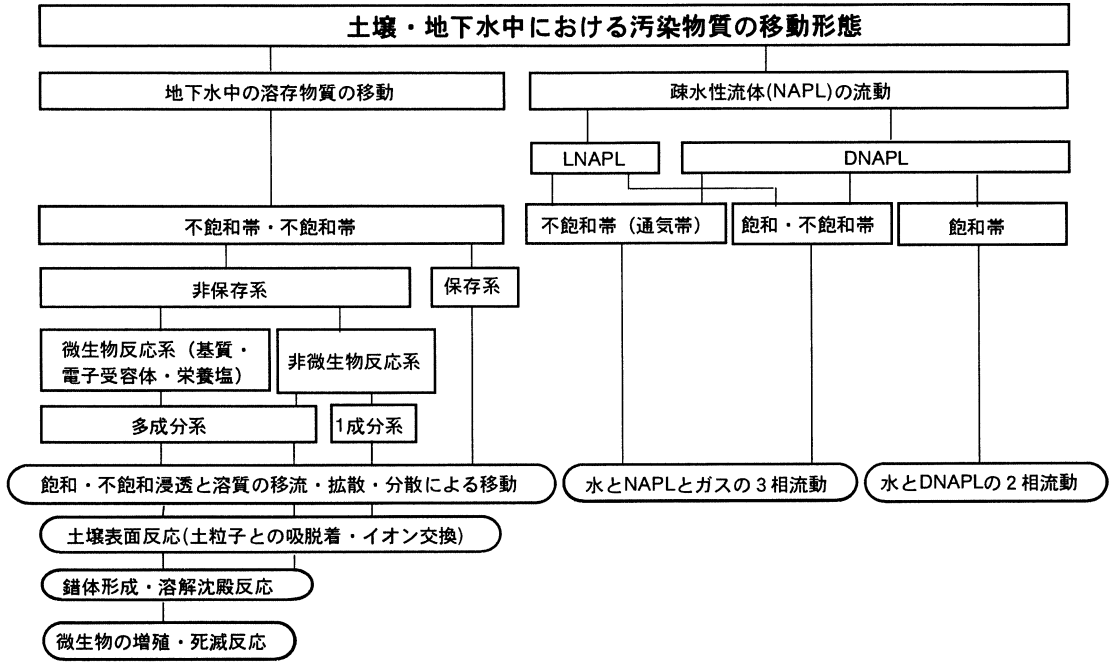 土壌・地下水中における汚染物質の移動形態
地下水中の溶存物質の移動
疎水性流体(NAPL)の流動
LNAPL
DNAPL
不飽和帯・不飽和帯
不飽和帯（通気帯）
飽和・不飽和帯
飽和帯
非保存系
保存系
微生物反応系（基質・
電子受容体・栄養塩）
非微生物反応系
多成分系
1成分系
飽和・不飽和浸透と溶質の移流・拡散・分散による移動
水とNAPLとガスの３相流動
水とDNAPLの２相流動
土壌表面反応(土粒子との吸脱着・イオン交換)
錯体形成・溶解沈殿反応
微生物の増殖・死滅反応